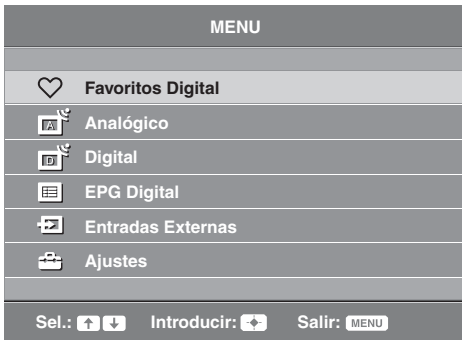 MENU
Favoritos Digital
A Analógico
D Digital
EPG Digital
Entradas Externas
Ajustes
Sel.: Introducir: Salir: MENU